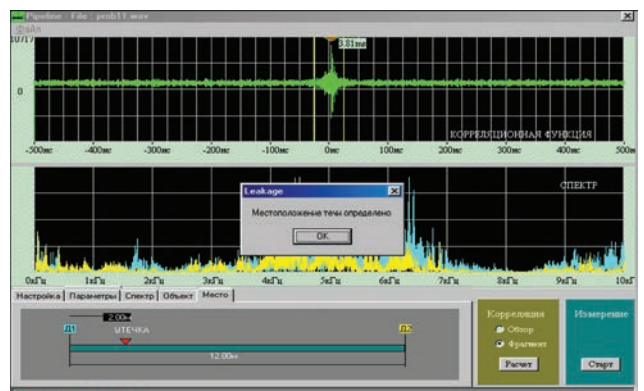 Pipeline - File : prob11.wav
Файл
10717
3.81мс
0
КОРРЕЛЯЦИОННАЯ ФУНКЦИЯ
-500мс -400мс -300мс -200мс -100мс 0мс 100мс 200мс 300мс 400мс 500м
СПЕКТР
Leakage
Местоположение течи определено
OK
0кГц 1кГц 2кГц 3кГц 4кГц 5кГц 6кГц 7кГц 8кГц 9кГц 10кГ
Настройка Параметры Спектр Объект Место
2.00м
Д1 УТЕЧКА Д2
12.00м
Корреляция
Обзор
Фрагмент
Расчет
Измерение
Старт